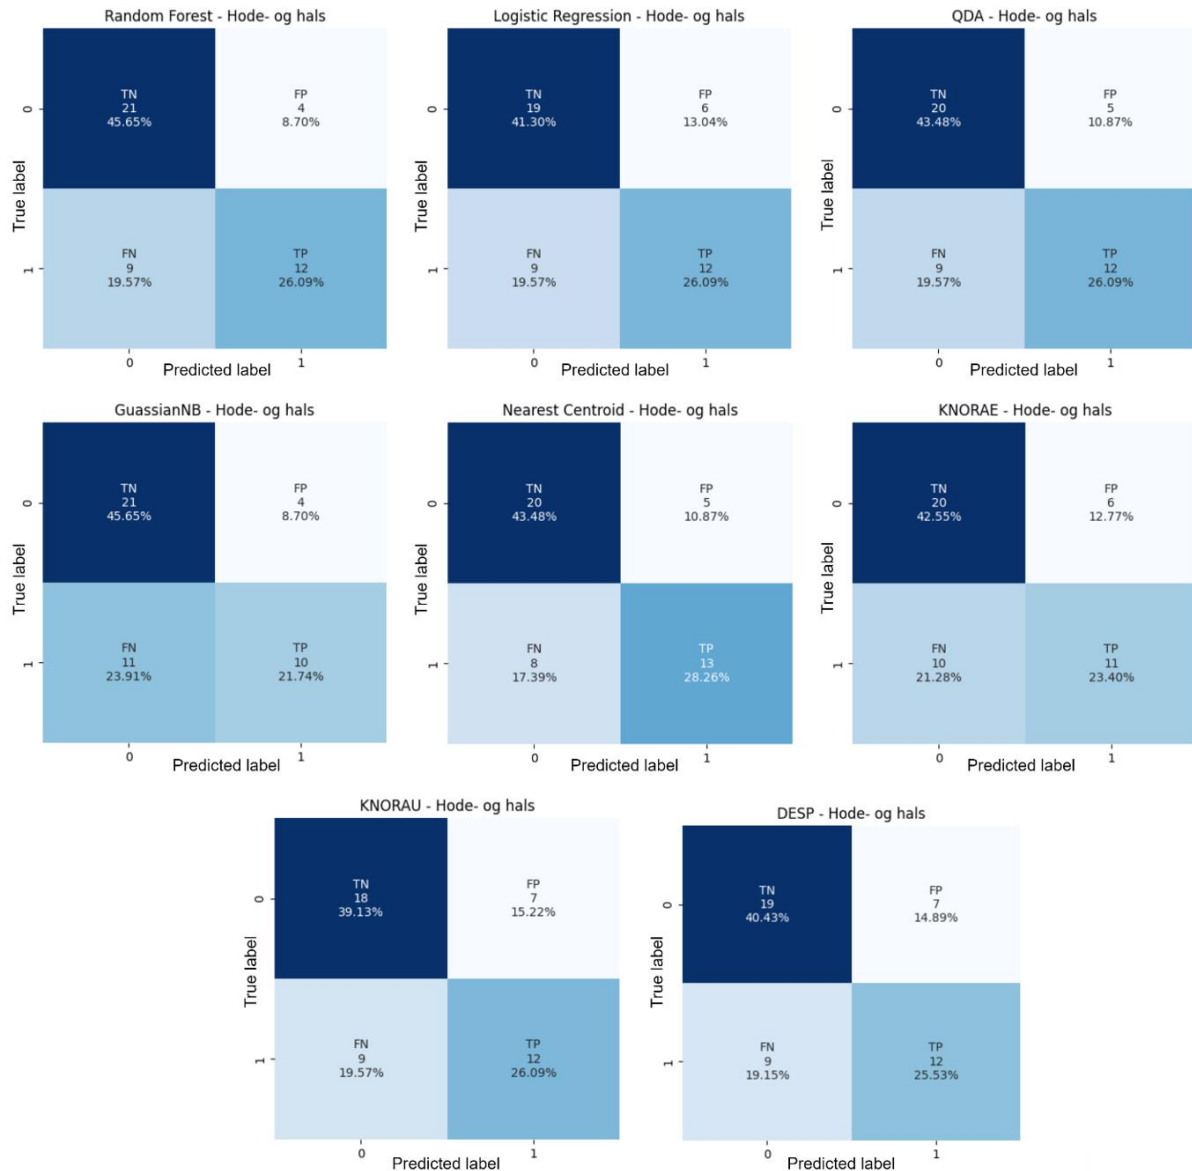 Random Forest - Hode- og hals
True label
0
TN
21
45.65%
FP
4
8.70%
1
FN
9
19.57%
TP
12
26.09%
0
1
Predicted label
Logistic Regression - Hode- og hals
True label
0
TN
19
41.30%
FP
6
13.04%
1
FN
9
19.57%
TP
12
26.09%
0
1
Predicted label
QDA - Hode- og hals
True label
0
TN
20
43.48%
FP
5
10.87%
1
FN
9
19.57%
TP
12
26.09%
0
1
Predicted label
GuassianNB - Hode- og hals
True label
0
TN
21
45.65%
FP
4
8.70%
1
FN
11
23.91%
TP
10
21.74%
0
1
Predicted label
Nearest Centroid - Hode- og hals
True label
0
TN
20
43.48%
FP
5
10.87%
1
FN
8
17.39%
TP
13
28.26%
0
1
Predicted label
KNORAE - Hode- og hals
True label
0
TN
20
42.55%
FP
6
12.77%
1
FN
10
21.28%
TP
11
23.40%
0
1
Predicted label
KNORAU - Hode- og hals
True label
0
TN
18
39.13%
FP
7
15.22%
1
FN
9
19.57%
TP
12
26.09%
0
1
Predicted label
DESP - Hode- og hals
True label
0
TN
19
40.43%
FP
7
14.89%
1
FN
9
19.15%
TP
12
25.53%
0
1
Predicted label